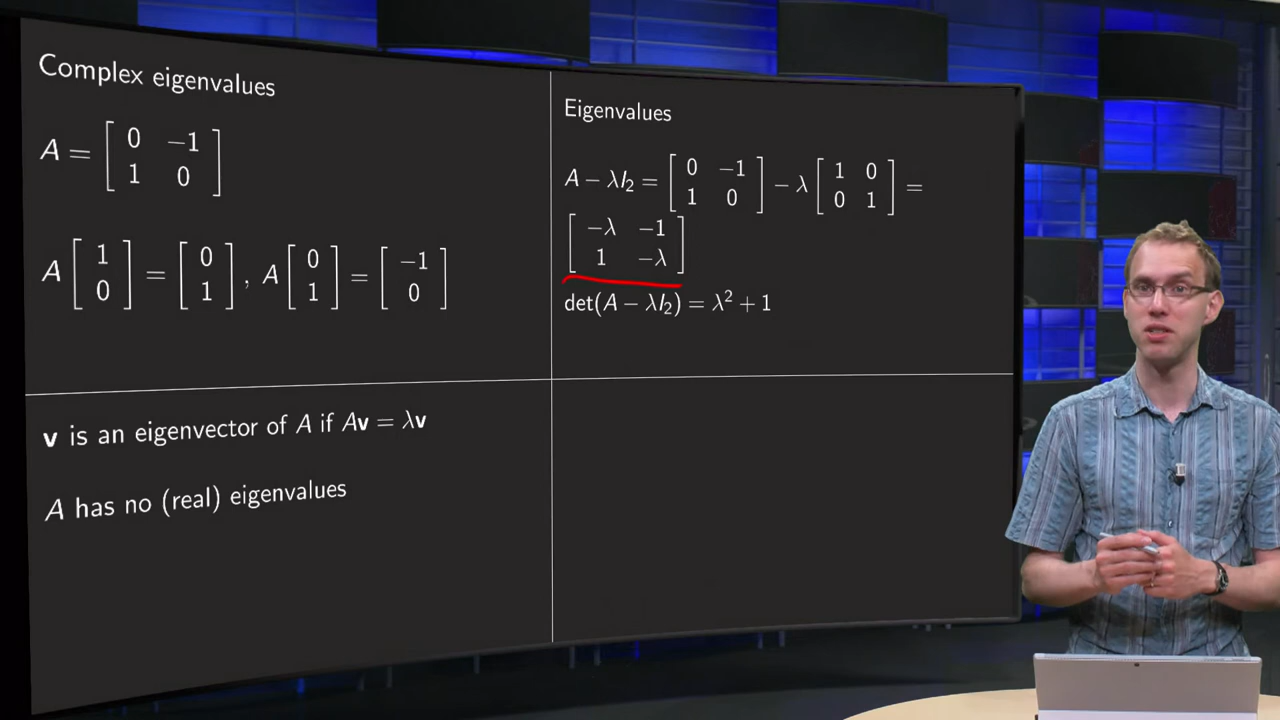 Complex eigenvalues
A = [ 0 −1 ]
[ 1 0 ]
A [ 1 ] = [ 0 ] , A [ 0 ] = [ −1 ]
[ 0 ] [ 1 ] [ 1 ] [ 0 ]
v is an eigenvector of A if Av = λv
A has no (real) eigenvalues
Eigenvalues
A − λI₂ = [ 0 −1 ] − λ [ 1 0 ] =
[ 1 0 ] [ 0 1 ]
[ −λ −1 ]
[ 1 −λ ]
det(A − λI₂) = λ² + 1